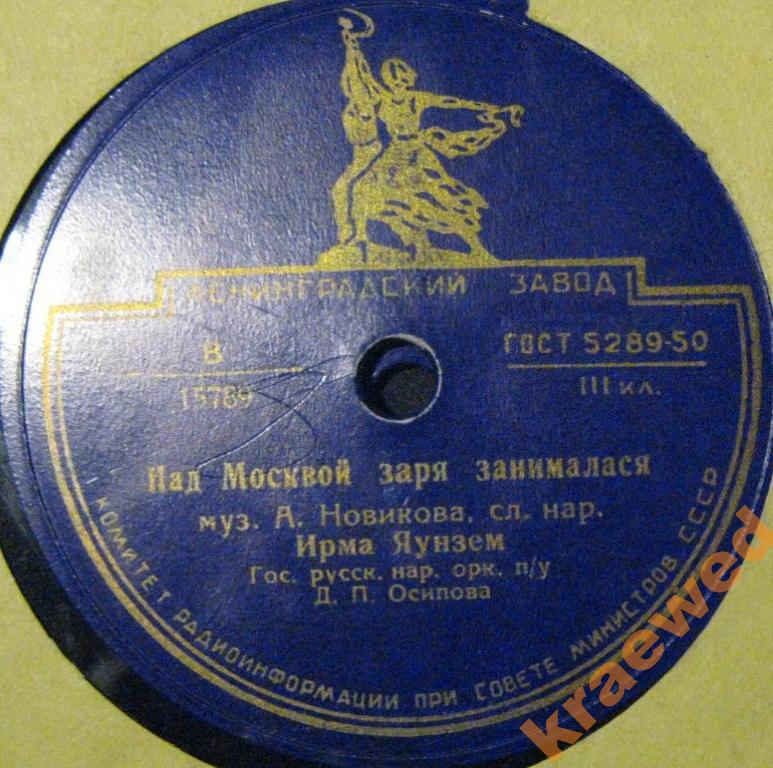 ЛЕНИНГРАДСКИЙ ЗАВОД
В
15789
ГОСТ 5289-50
III кл.
Над Москвой заря занималася
муз. А. Новикова, сл. нар.
Ирма Яунзем
Гос. русск. нар. орк. п/у
Д. П. Осипова
КОМИТЕТ РАДИОИНФОРМАЦИИ ПРИ СОВЕТЕ МИНИСТРОВ СССР
kraewed